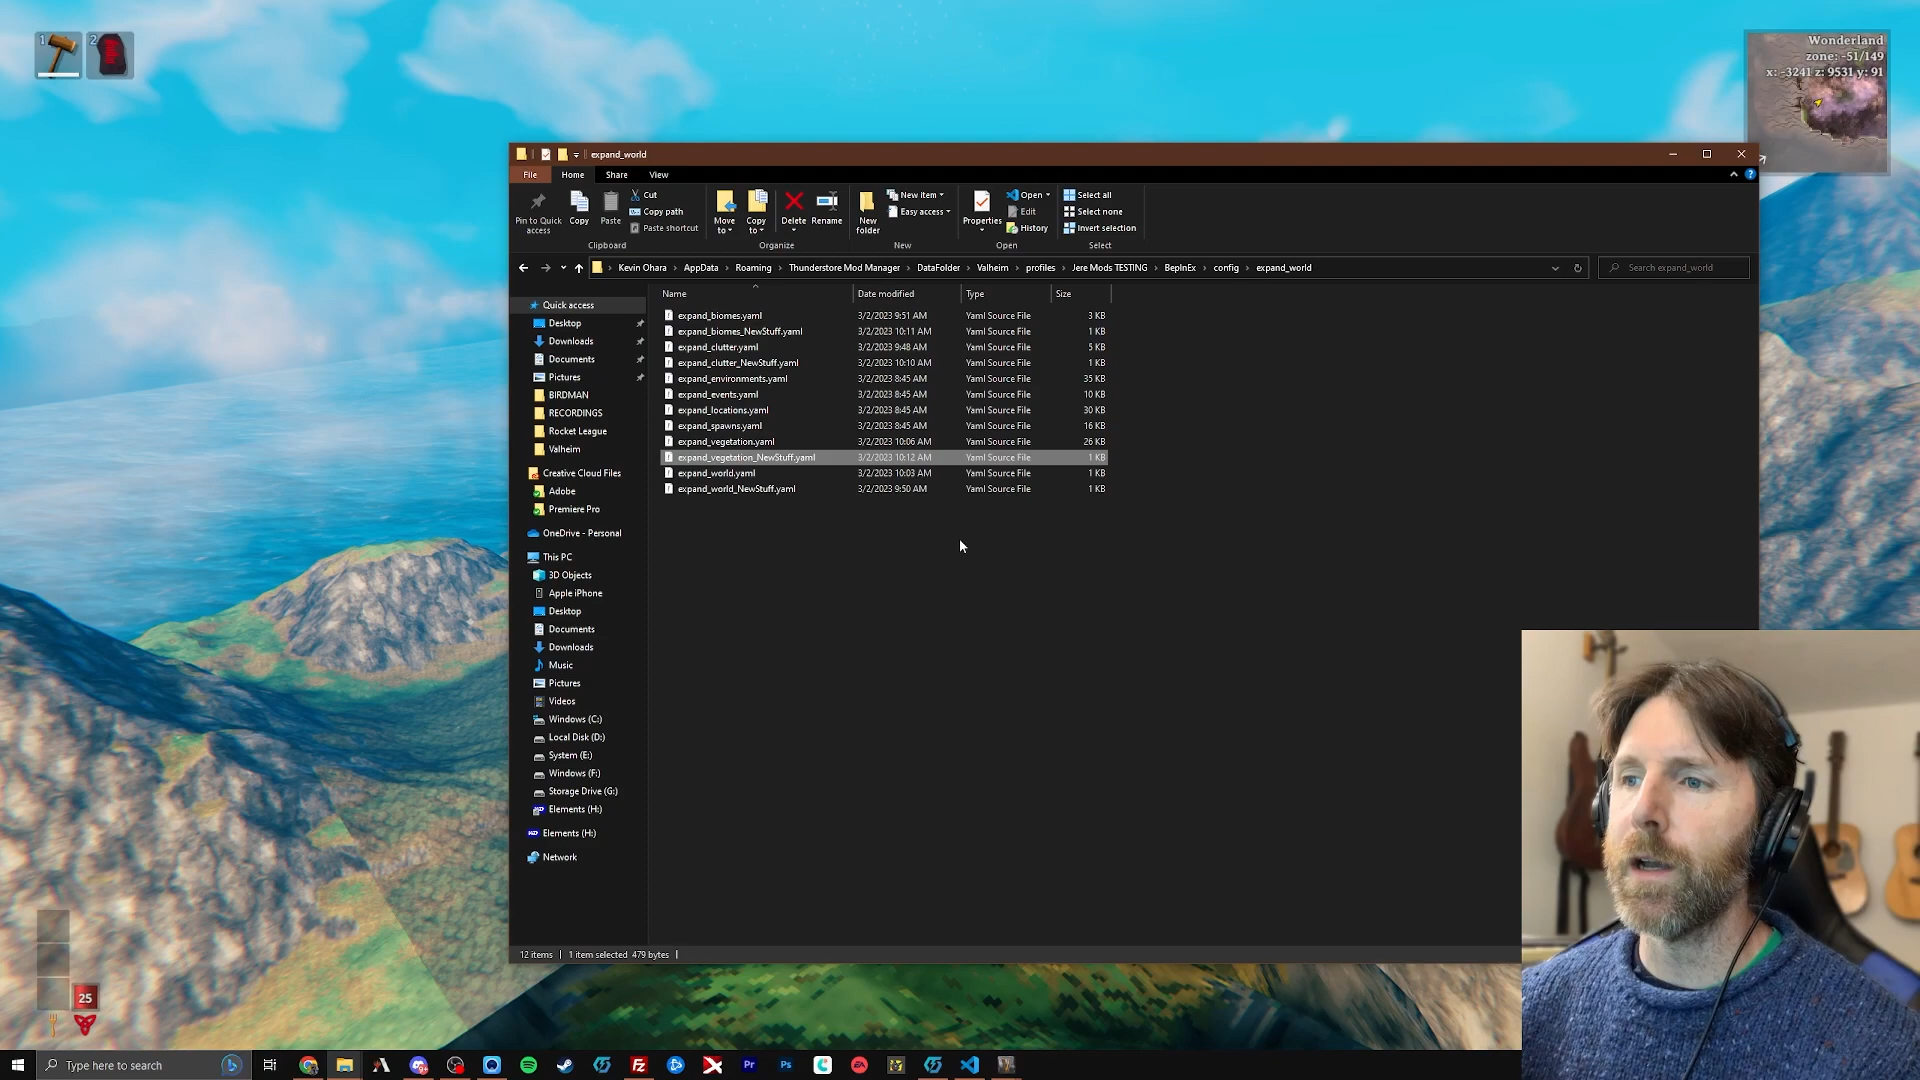 1
2
Wonderland
zone: -51/149
x: -3241 z: 9531 y: 91
expand_world
File Home Share View
Pin to Quick access
Copy
Paste
Cut
Copy path
Paste shortcut
Clipboard
Move to
Copy to
Delete
Rename
Organize
New folder
New item
Easy access
New
Properties
Open
Edit
History
Open
Select all
Select none
Invert selection
Select
Kevin Ohara › AppData › Roaming › Thunderstore Mod Manager › DataFolder › Valheim › profiles › Jere Mods TESTING › BepInEx › config › expand_world
Search expand_world
Name Date modified Type Size
expand_biomes.yaml 3/2/2023 9:51 AM Yaml Source File 3 KB
expand_biomes_NewStuff.yaml 3/2/2023 10:11 AM Yaml Source File 1 KB
expand_clutter.yaml 3/2/2023 9:48 AM Yaml Source File 5 KB
expand_clutter_NewStuff.yaml 3/2/2023 10:10 AM Yaml Source File 1 KB
expand_environments.yaml 3/2/2023 8:45 AM Yaml Source File 35 KB
expand_events.yaml 3/2/2023 8:45 AM Yaml Source File 10 KB
expand_locations.yaml 3/2/2023 8:45 AM Yaml Source File 30 KB
expand_spawns.yaml 3/2/2023 8:45 AM Yaml Source File 16 KB
expand_vegetation.yaml 3/2/2023 10:06 AM Yaml Source File 26 KB
expand_vegetation_NewStuff.yaml 3/2/2023 10:12 AM Yaml Source File 1 KB
expand_world.yaml 3/2/2023 10:03 AM Yaml Source File 1 KB
expand_world_NewStuff.yaml 3/2/2023 9:50 AM Yaml Source File 1 KB
Quick access
Desktop
Downloads
Documents
Pictures
BIRDMAN
RECORDINGS
Rocket League
Valheim
Creative Cloud Files
Adobe
Premiere Pro
OneDrive - Personal
This PC
3D Objects
Apple iPhone
Desktop
Documents
Downloads
Music
Pictures
Videos
Windows (C:)
Local Disk (D:)
System (E:)
Windows (F:)
Storage Drive (G:)
Elements (H:)
Elements (H:)
Network
12 items 1 item selected 479 bytes
25
Type here to search
Fz
Pr
Ps
EA